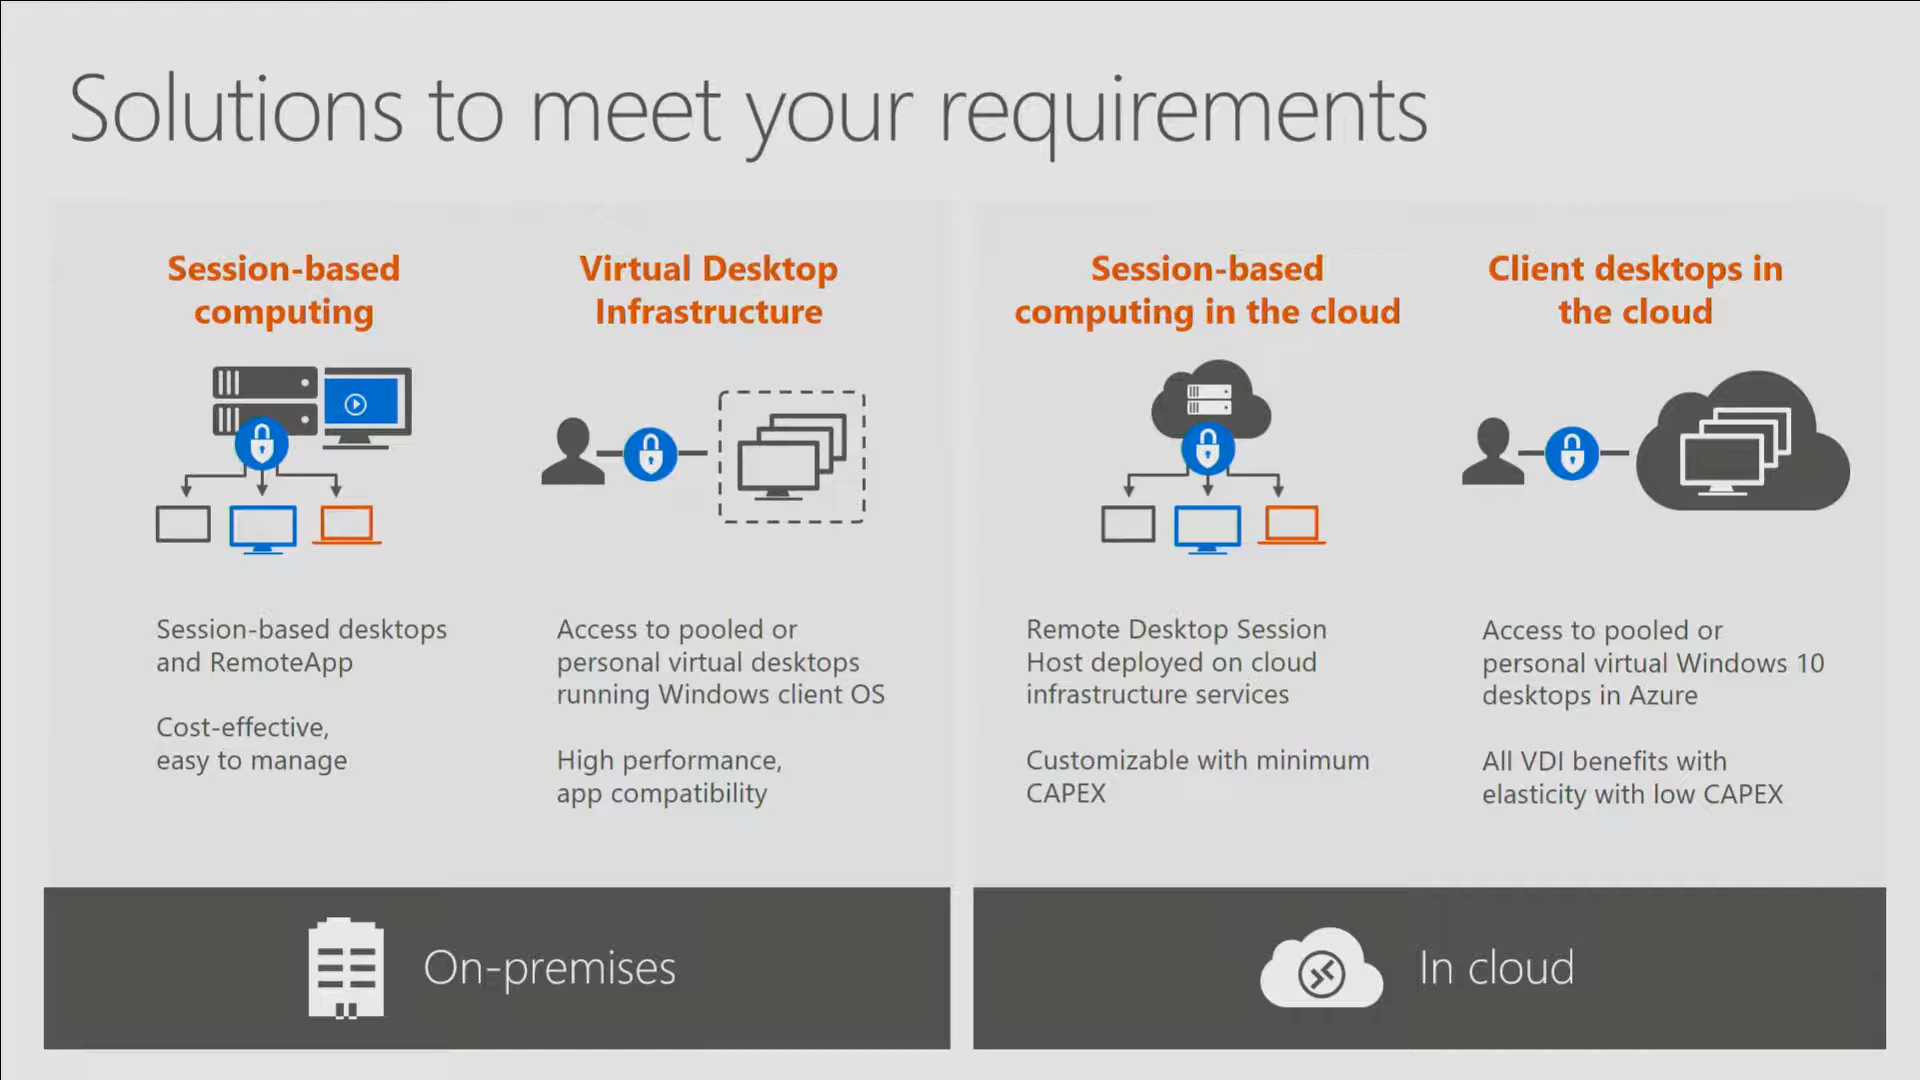 Solutions to meet your requirements
Session-based
computing
Session-based desktops
and RemoteApp
Cost-effective,
easy to manage
Virtual Desktop
Infrastructure
Access to pooled or
personal virtual desktops
running Windows client OS
High performance,
app compatibility
On-premises
Session-based
computing in the cloud
Remote Desktop Session
Host deployed on cloud
infrastructure services
Customizable with minimum
CAPEX
Client desktops in
the cloud
Access to pooled or
personal virtual Windows 10
desktops in Azure
All VDI benefits with
elasticity with low CAPEX
In cloud